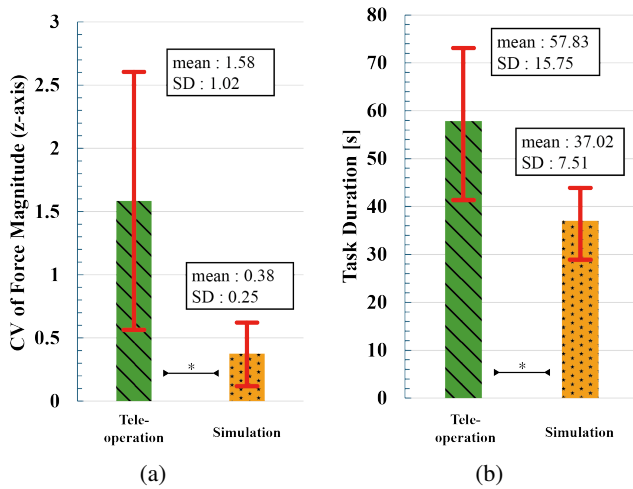 CV of Force Magnitude (z-axis)
3
2.5
2
1.5
1
0.5
0
mean : 1.58
SD : 1.02
mean : 0.38
SD : 0.25
*
Tele-
operation
Simulation
(a)
Task Duration [s]
80
70
60
50
40
30
20
10
0
mean : 57.83
SD : 15.75
mean : 37.02
SD : 7.51
*
Tele-
operation
Simulation
(b)